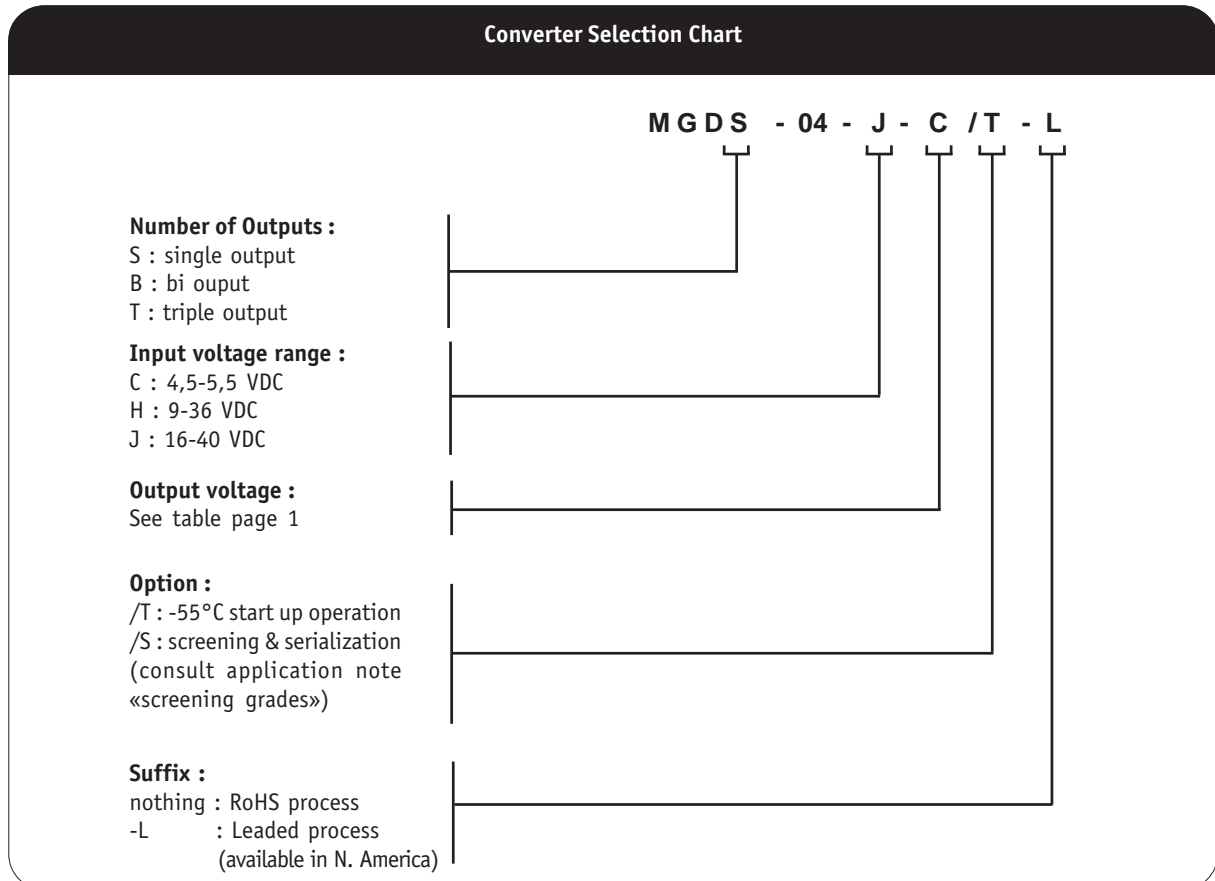 Converter Selection Chart
MGDS - 04 - J - C /T - L
Number of Outputs :
S : single output
B : bi ouput
T : triple output
Input voltage range :
C : 4,5-5,5 VDC
H : 9-36 VDC
J : 16-40 VDC
Output voltage :
See table page 1
Option :
/T : -55°C start up operation
/S : screening & serialization
(consult application note
«screening grades»)
Suffix :
nothing : RoHS process
-L : Leaded process
(available in N. America)